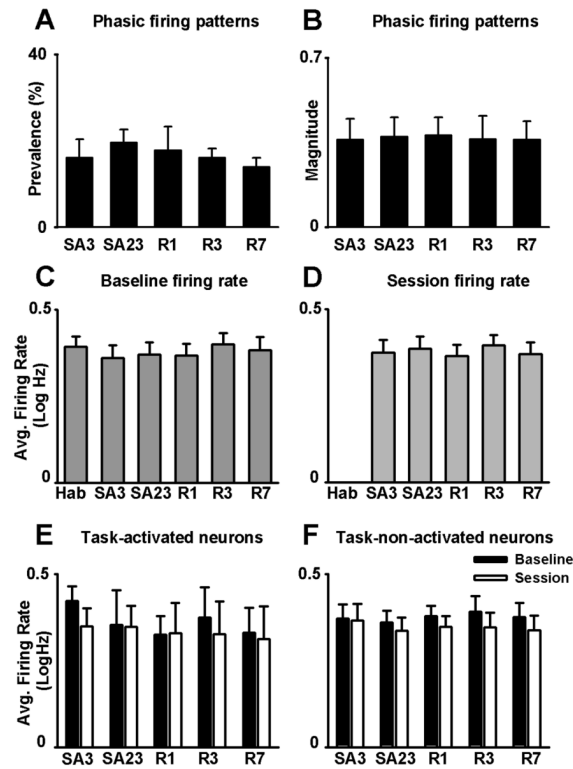 A Phasic firing patterns
40
Prevalence (%)
0
SA3 SA23 R1 R3 R7
B Phasic firing patterns
0.7
Magnitude
0
SA3 SA23 R1 R3 R7
C Baseline firing rate
0.5
Avg. Firing Rate
(Log Hz)
0
Hab SA3 SA23 R1 R3 R7
D Session firing rate
0.5
0
Hab SA3 SA23 R1 R3 R7
E Task-activated neurons
0.5
Avg. Firing Rate
(LogHz)
0
SA3 SA23 R1 R3 R7
F Task-non-activated neurons
Baseline
Session
0.5
0
SA3 SA23 R1 R3 R7